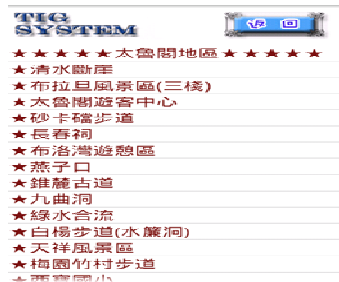 TIG
SYSTEM
返 回
★★★★★太魯閣地區★★★★★
★清水斷崖
★布拉旦風景區(三棧)
★太魯閣遊客中心
★砂卡礑步道
★長春祠
★布洛灣遊憩區
★燕子口
★錐麓古道
★九曲洞
★綠水合流
★白楊步道(水簾洞)
★天祥風景區
★梅園竹村步道